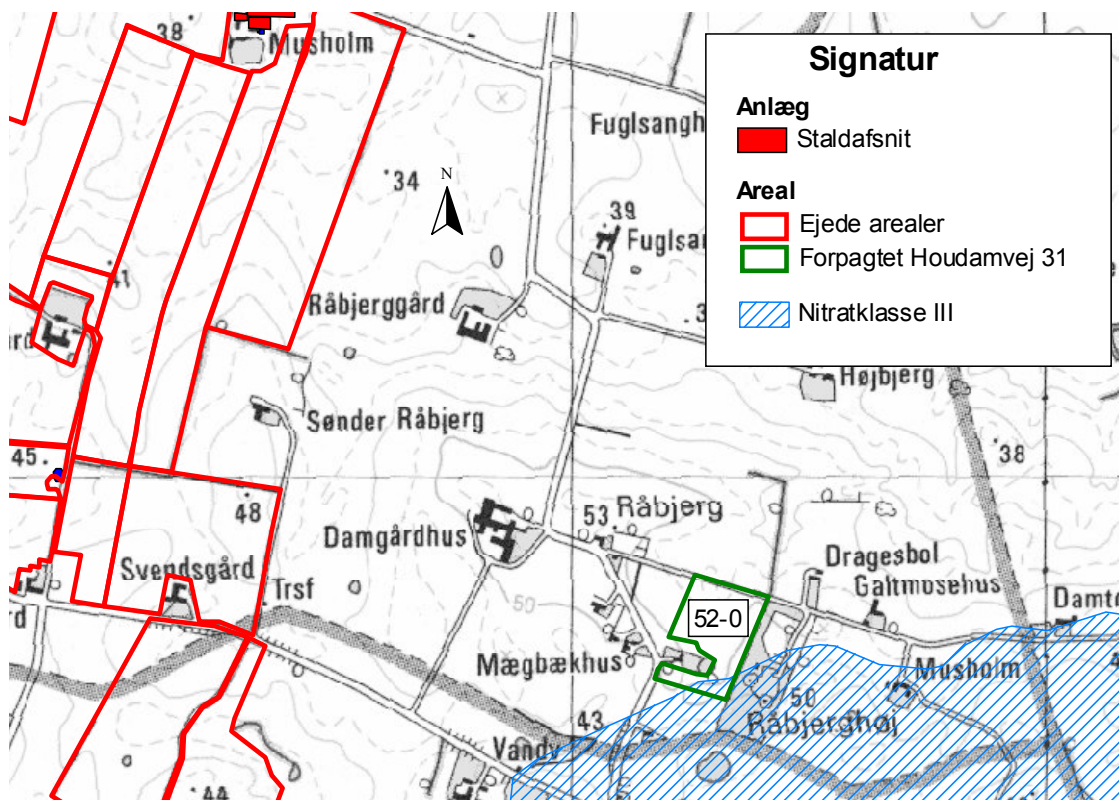 38
Musholm
Signatur
Anlæg
Staldafsnit
Areal
Ejede arealer
Forpagtet Houdamvej 31
Nitratklasse III
Fuglsangh
34
N
39
Fuglsa
41
Råbjerggård
Højbjerg
Sønder Råbjerg
45
48
38
Damgårdhus
53
Råbjerg
Svendsgård
Trsf
50
Dragesbol
Galtmosehus
52-0
Damte
Mægbækhus
Musholm
50
Råbjerghøj
43
Vandv
44